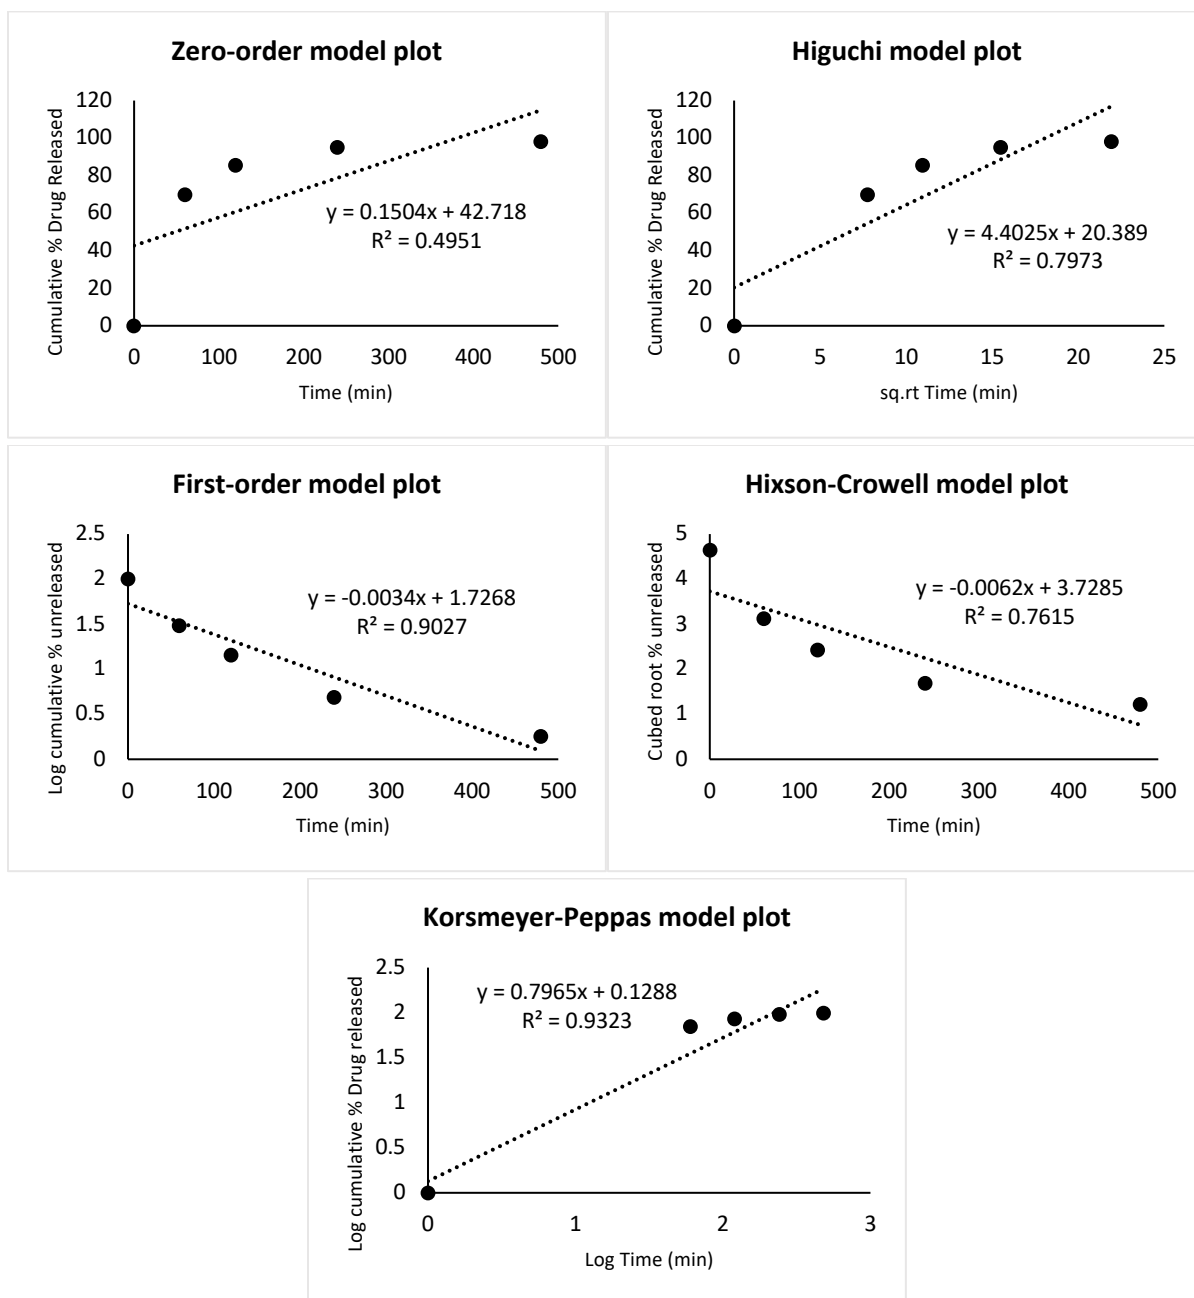 Zero-order model plot
Cumulative % Drug Released
120
100
80
60
40
20
0
y = 0.1504x + 42.718
R² = 0.4951
0 100 200 300 400 500
Time (min)
Higuchi model plot
Cumulative % Drug Released
120
100
80
60
40
20
0
y = 4.4025x + 20.389
R² = 0.7973
0 5 10 15 20 25
sq.rt Time (min)
First-order model plot
Log cumulative % unreleased
2.5
2
1.5
1
0.5
0
y = -0.0034x + 1.7268
R² = 0.9027
0 100 200 300 400 500
Time (min)
Hixson-Crowell model plot
Cubed root % unreleased
5
4
3
2
1
0
y = -0.0062x + 3.7285
R² = 0.7615
0 100 200 300 400 500
Time (min)
Korsmeyer-Peppas model plot
Log cumulative % Drug released
2.5
2
1.5
1
0.5
0
y = 0.7965x + 0.1288
R² = 0.9323
0 1 2 3
Log Time (min)